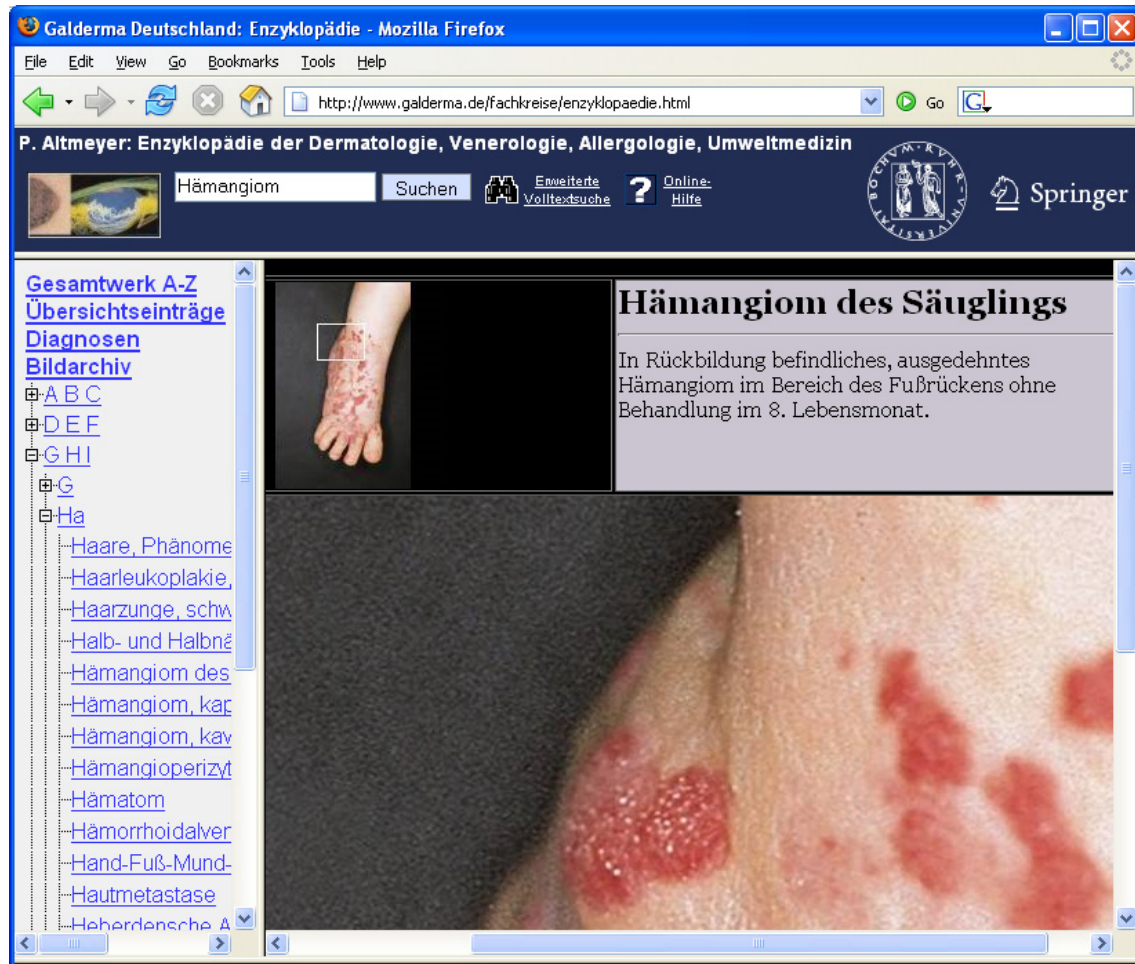 Galderma Deutschland: Enzyklopädie - Mozilla Firefox
File Edit View Go Bookmarks Tools Help
http://www.galderma.de/fachkreise/enzyklopaedie.html Go G
P. Altmeyer: Enzyklopädie der Dermatologie, Venerologie, Allergologie, Umweltmedizin
Hämangiom Suchen Erweiterte Volltextsuche ? Online-Hilfe
RUHR-UNIVERSITÄT BOCHUM
Springer
Gesamtwerk A-Z
Übersichtseinträge
Diagnosen
Bildarchiv
A B C
D E F
G H I
G
Ha
Haare, Phänome
Haarleukoplakie,
Haarzunge, schw
Halb- und Halbnä
Hämangiom des
Hämangiom, kap
Hämangiom, kav
Hämangioperizyt
Hämatom
Hämorrhoidalver
Hand-Fuß-Mund-
Hautmetastase
Heberdensche A
Hämangiom des Säuglings
In Rückbildung befindliches, ausgedehntes
Hämangiom im Bereich des Fußrückens ohne
Behandlung im 8. Lebensmonat.